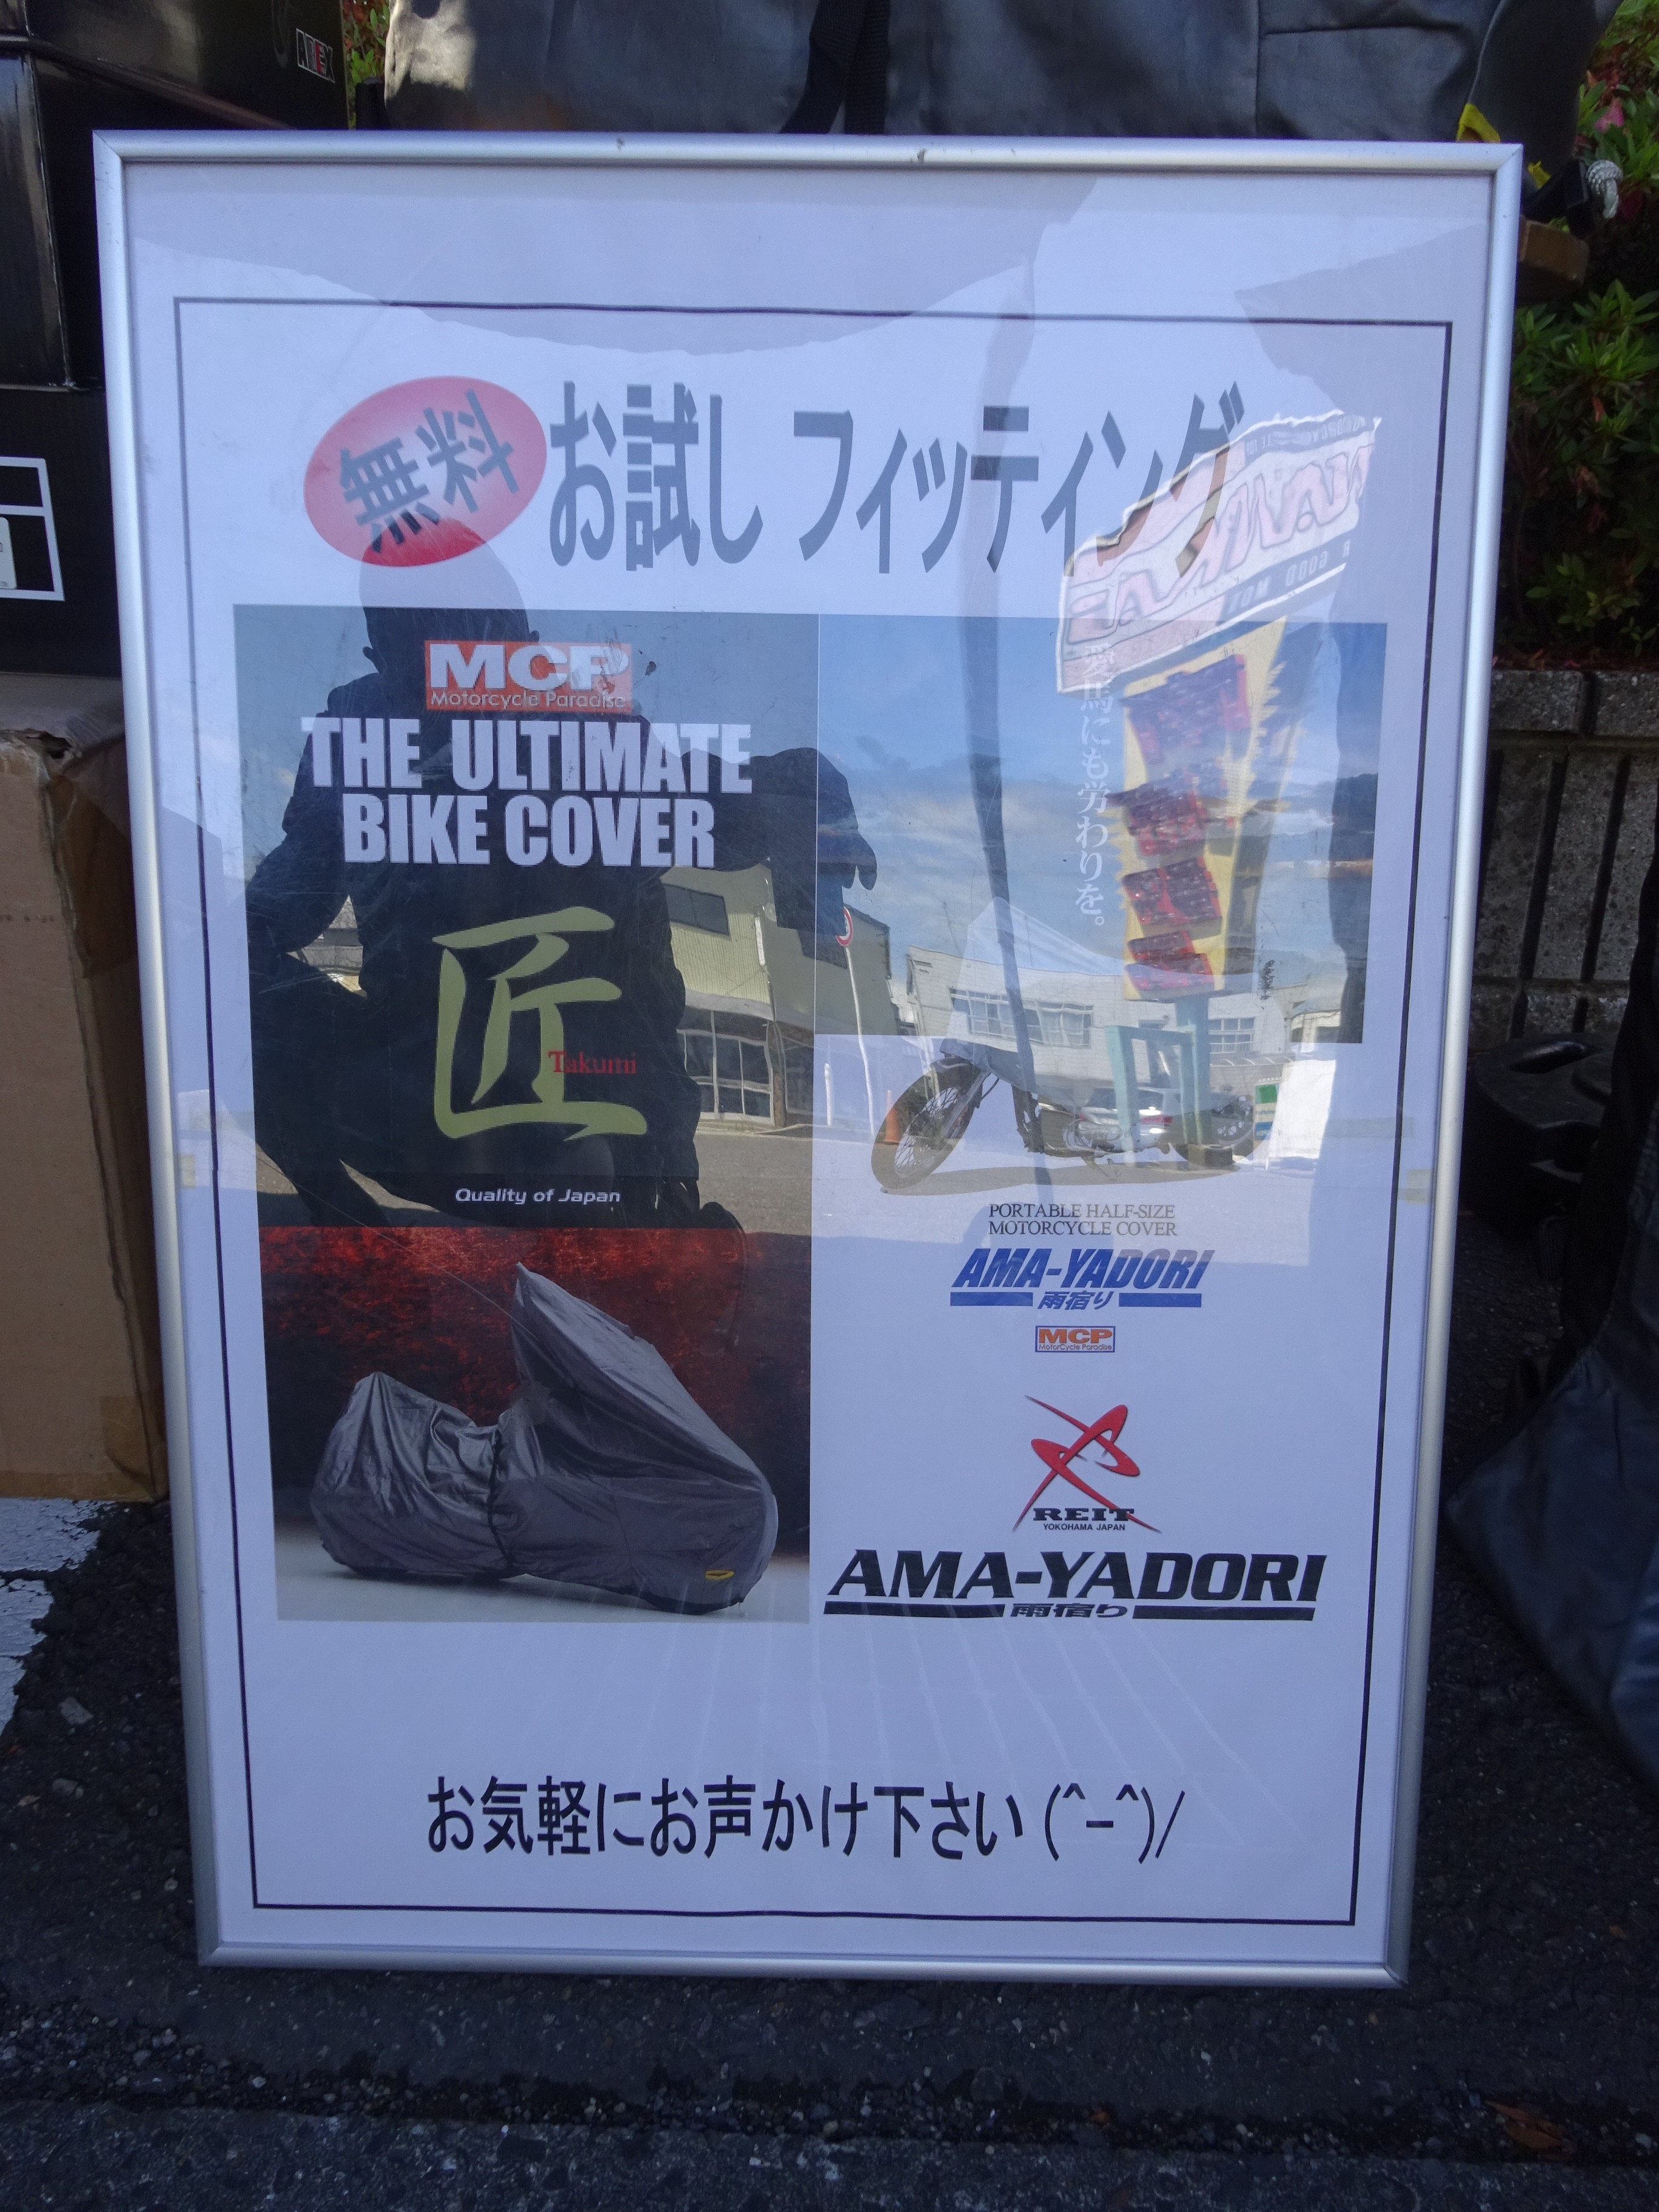 APEX
無料 お試し フィッティング
MCP
Motorcycle Paradise
THE ULTIMATE
BIKE COVER
匠
Takumi
Quality of Japan
愛馬にも労わりを。
PORTABLE HALF-SIZE
MOTORCYCLE COVER
AMA-YADORI
雨宿り
MCP
MotorCycle Paradise
REIT
YOKOHAMA JAPAN
AMA-YADORI
雨宿り
お気軽にお声かけ下さい (^-^)/